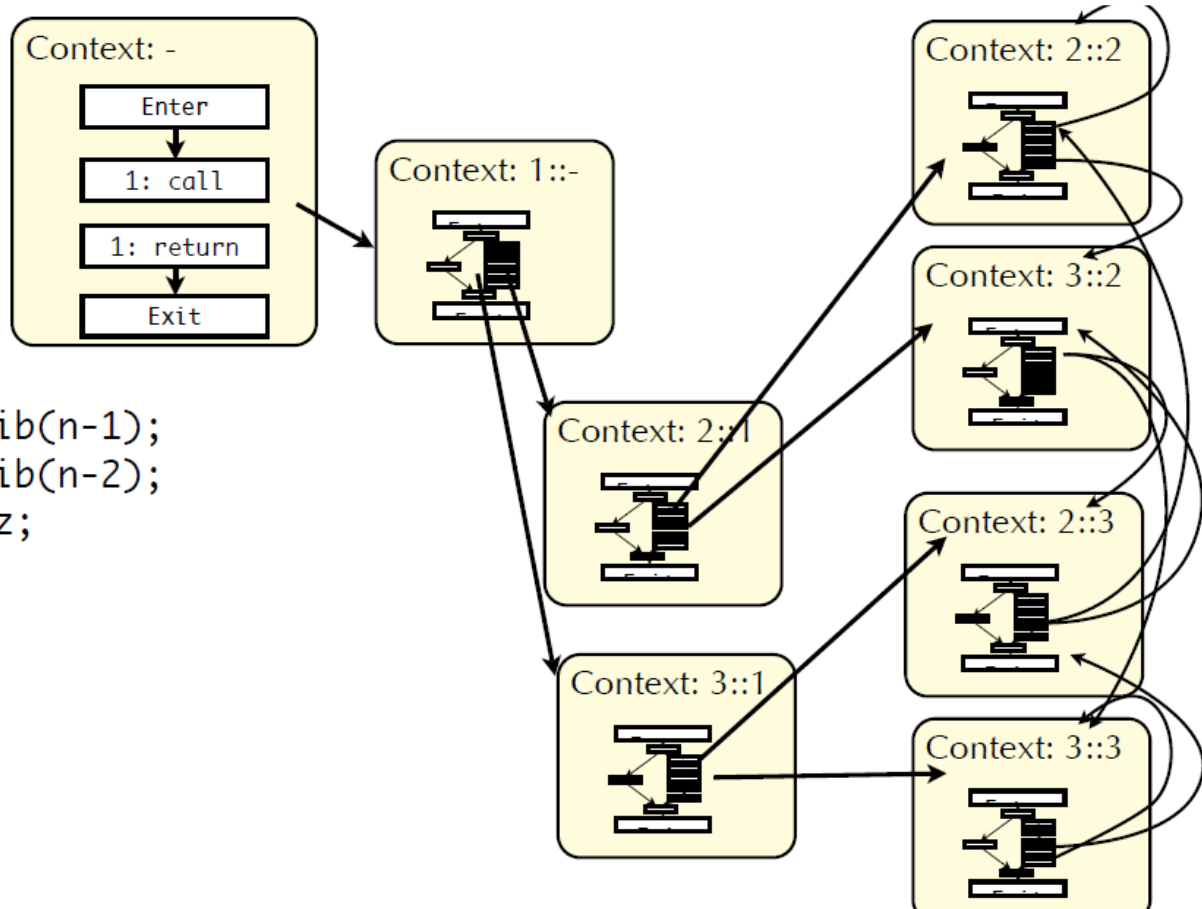 Context: -
Enter
1: call
1: return
Exit
Context: 1::-
ib(n-1);
ib(n-2);
z;
Context: 2::1
Context: 3::1
Context: 2::2
Context: 3::2
Context: 2::3
Context: 3::3